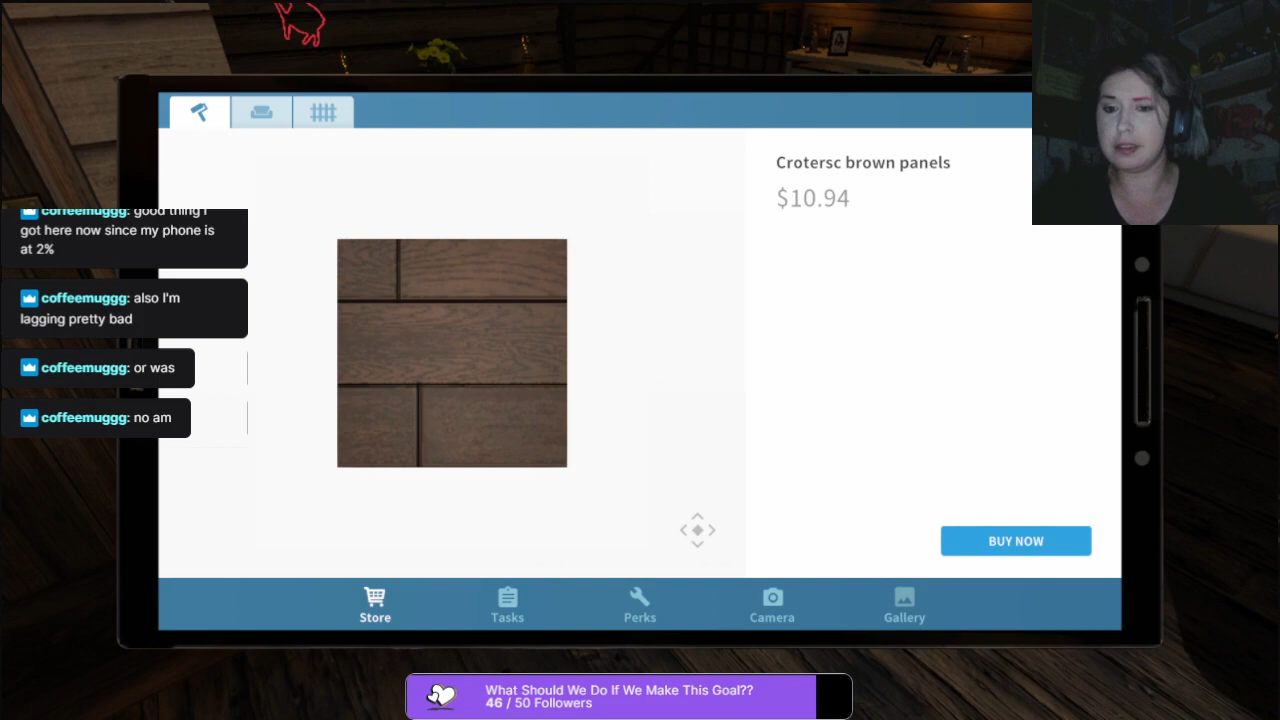 Crotersc brown panels
$10.94
coffeemuggg: good thing I
got here now since my phone is
at 2%
coffeemuggg: also I'm
lagging pretty bad
coffeemuggg: or was
coffeemuggg: no am
BUY NOW
Store
Tasks
Perks
Camera
Gallery
What Should We Do If We Make This Goal??
46 / 50 Followers